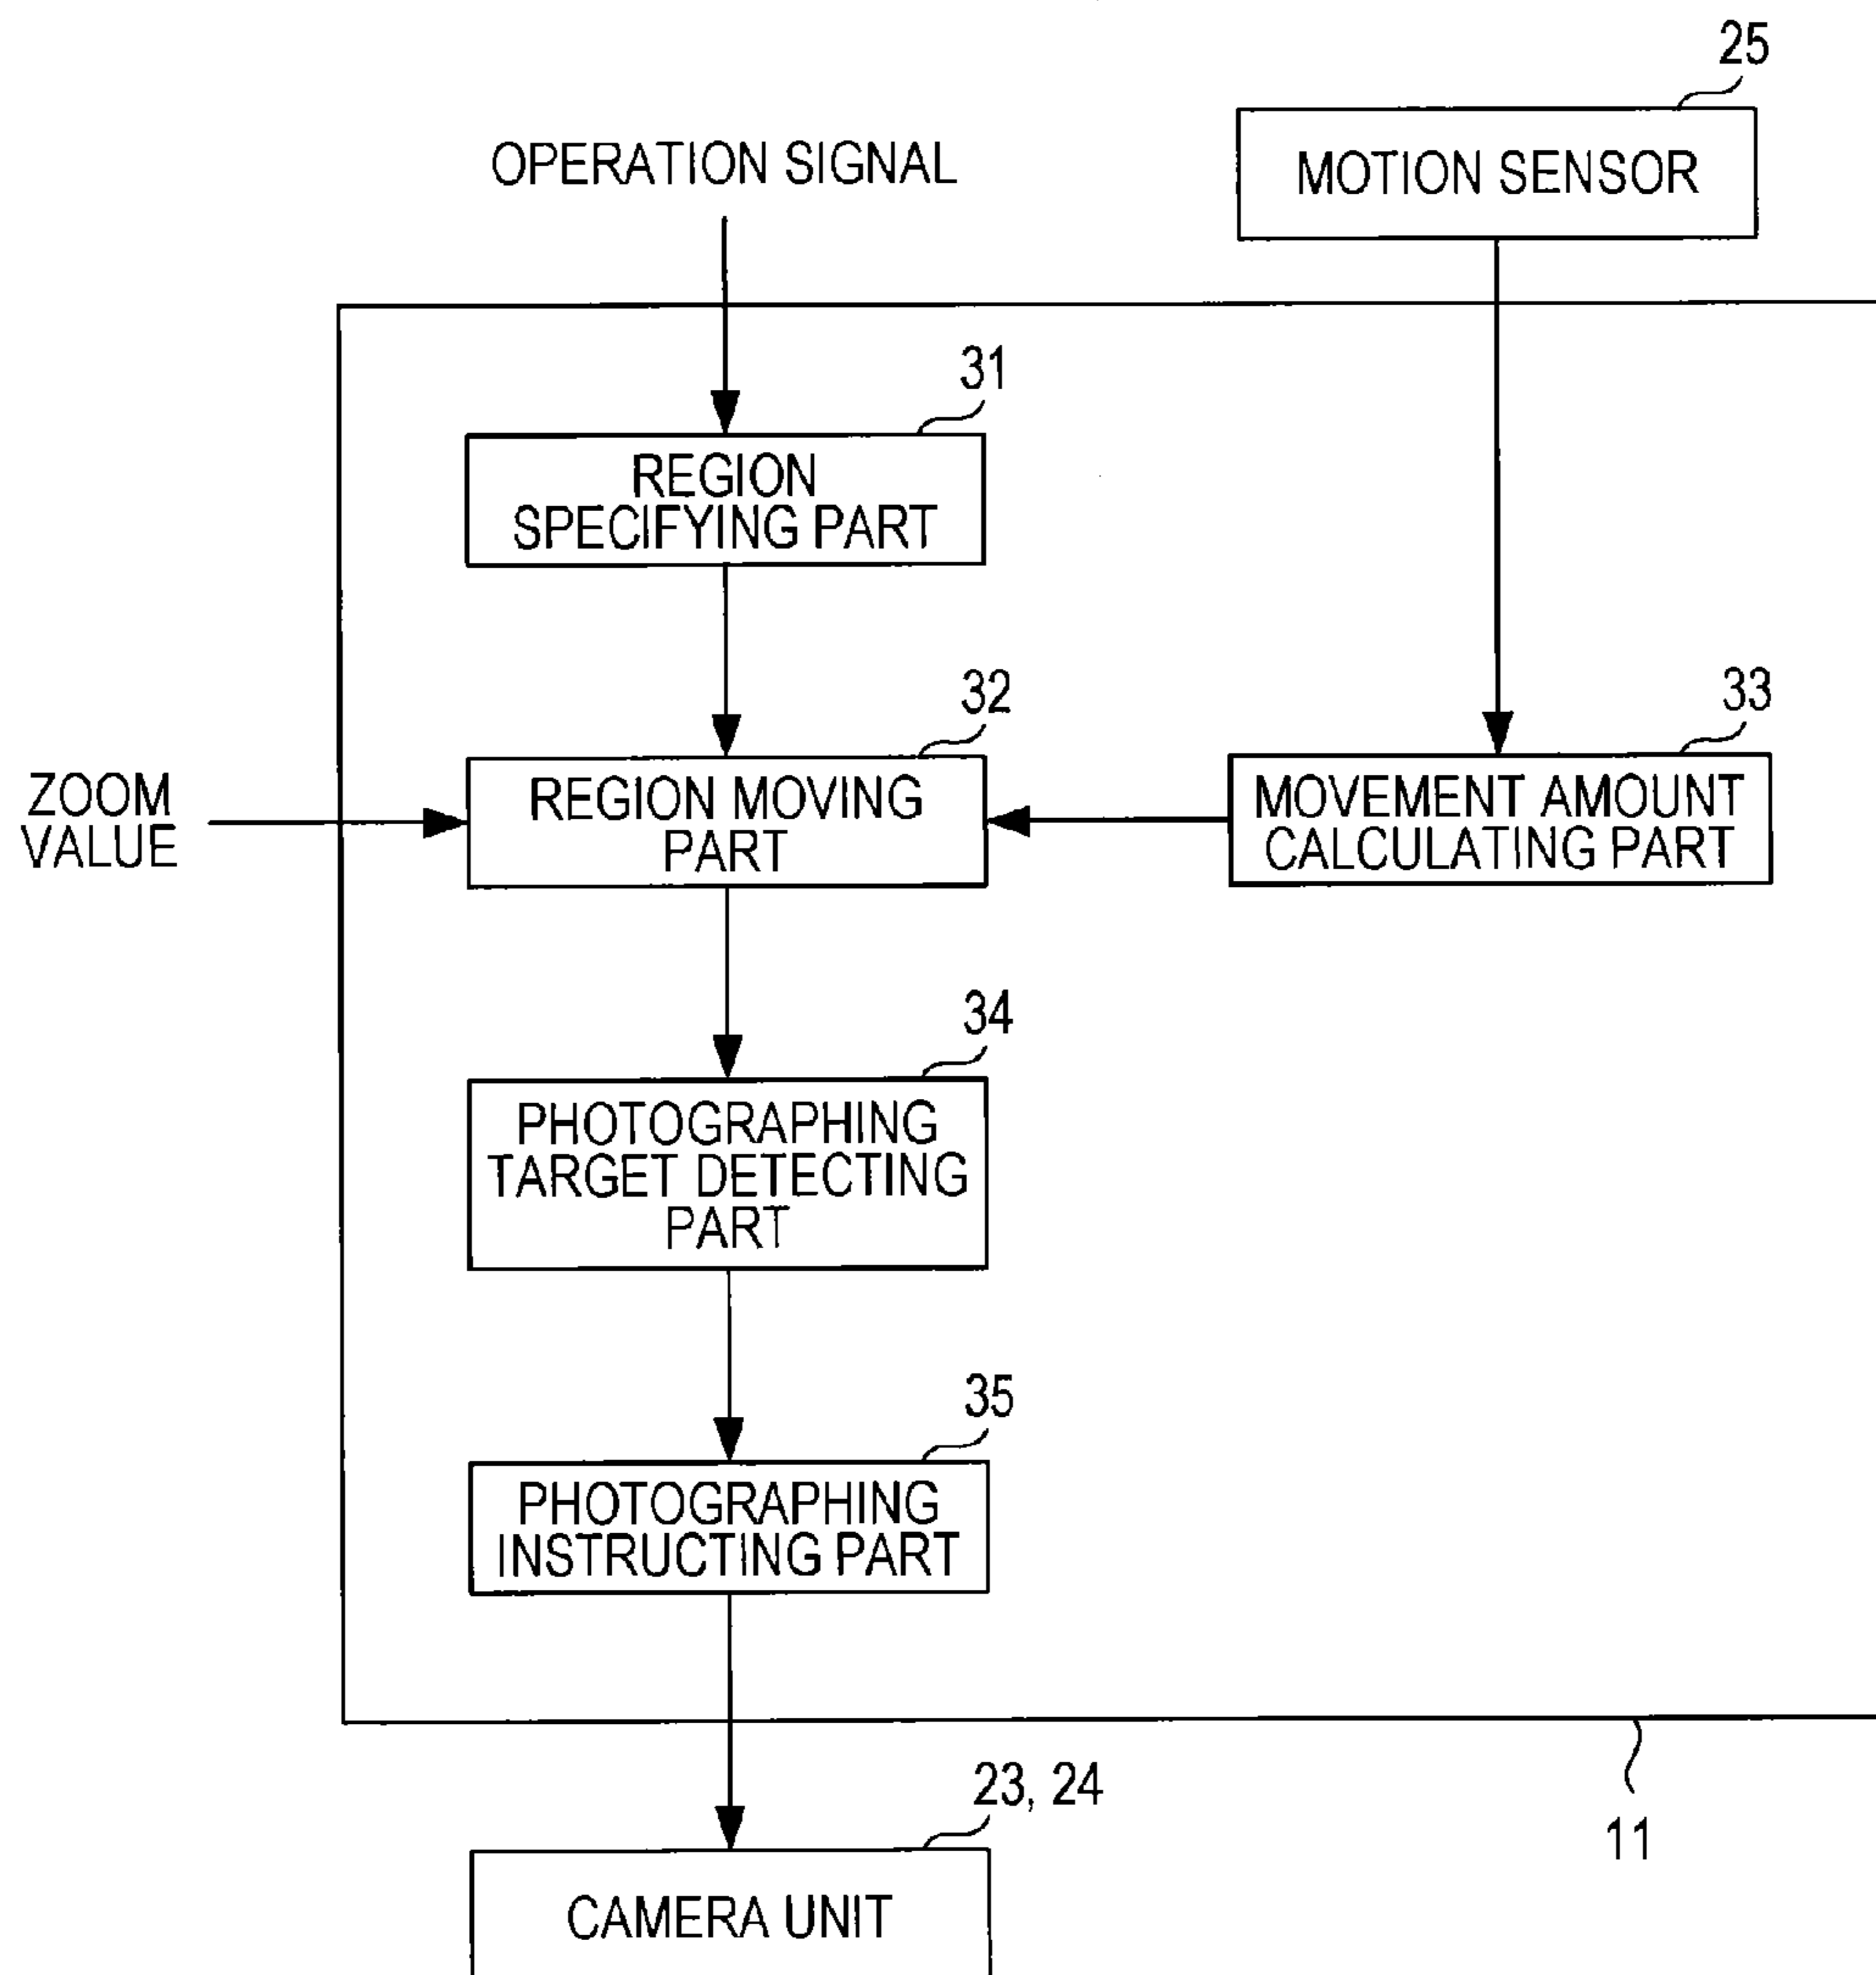 25
OPERATION SIGNAL
MOTION SENSOR
31
REGION
SPECIFYING PART
32
33
ZOOM
VALUE
REGION MOVING
PART
MOVEMENT AMOUNT
CALCULATING PART
34
PHOTOGRAPHING
TARGET DETECTING
PART
35
PHOTOGRAPHING
INSTRUCTING PART
23, 24
11
CAMERA UNIT